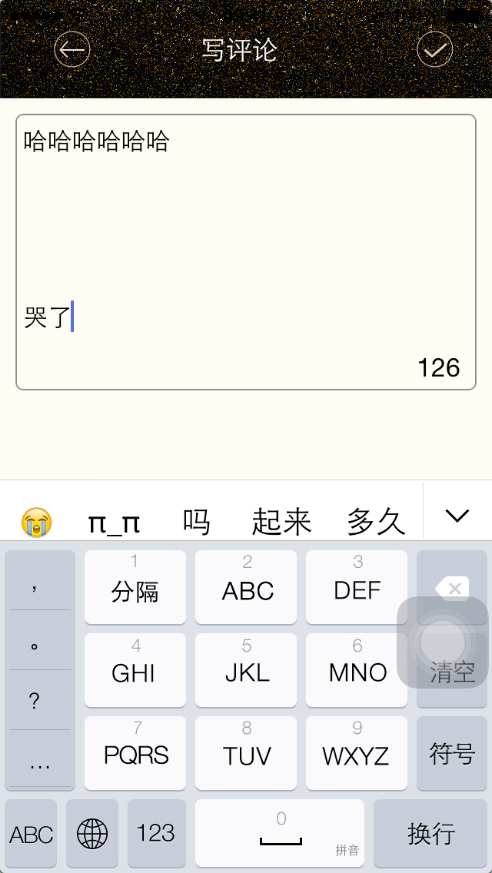 写评论
哈哈哈哈哈哈
哭了
126
π_π 吗 起来 多久
， 1 分隔 2 ABC 3 DEF
。 4 GHI 5 JKL 6 MNO 清空
? 7 PQRS 8 TUV 9 WXYZ 符号
...
ABC 123 0 拼音 换行